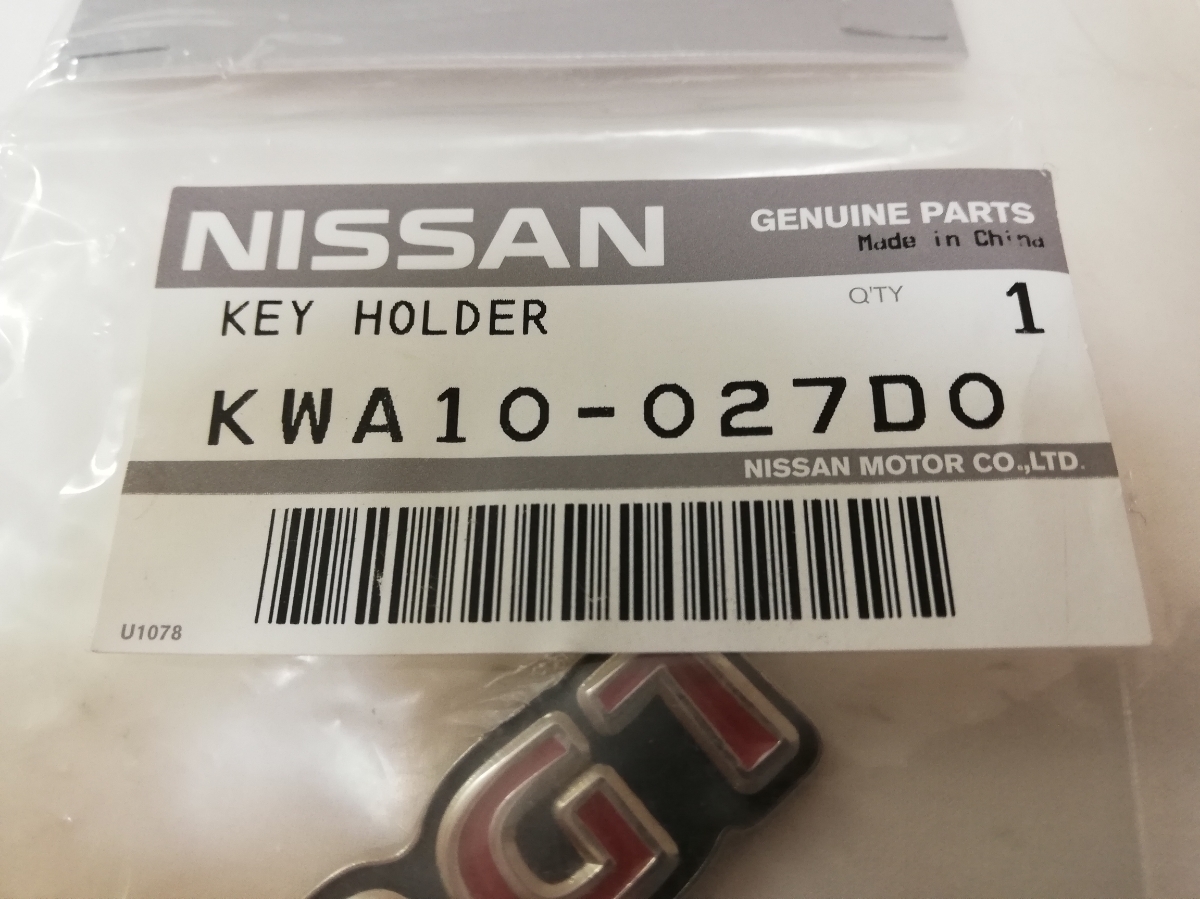 NISSAN
GENUINE PARTS
Made in China
KEY HOLDER
Q'TY 1
KWA10-027D0
NISSAN MOTOR CO.,LTD.
U1078
GT